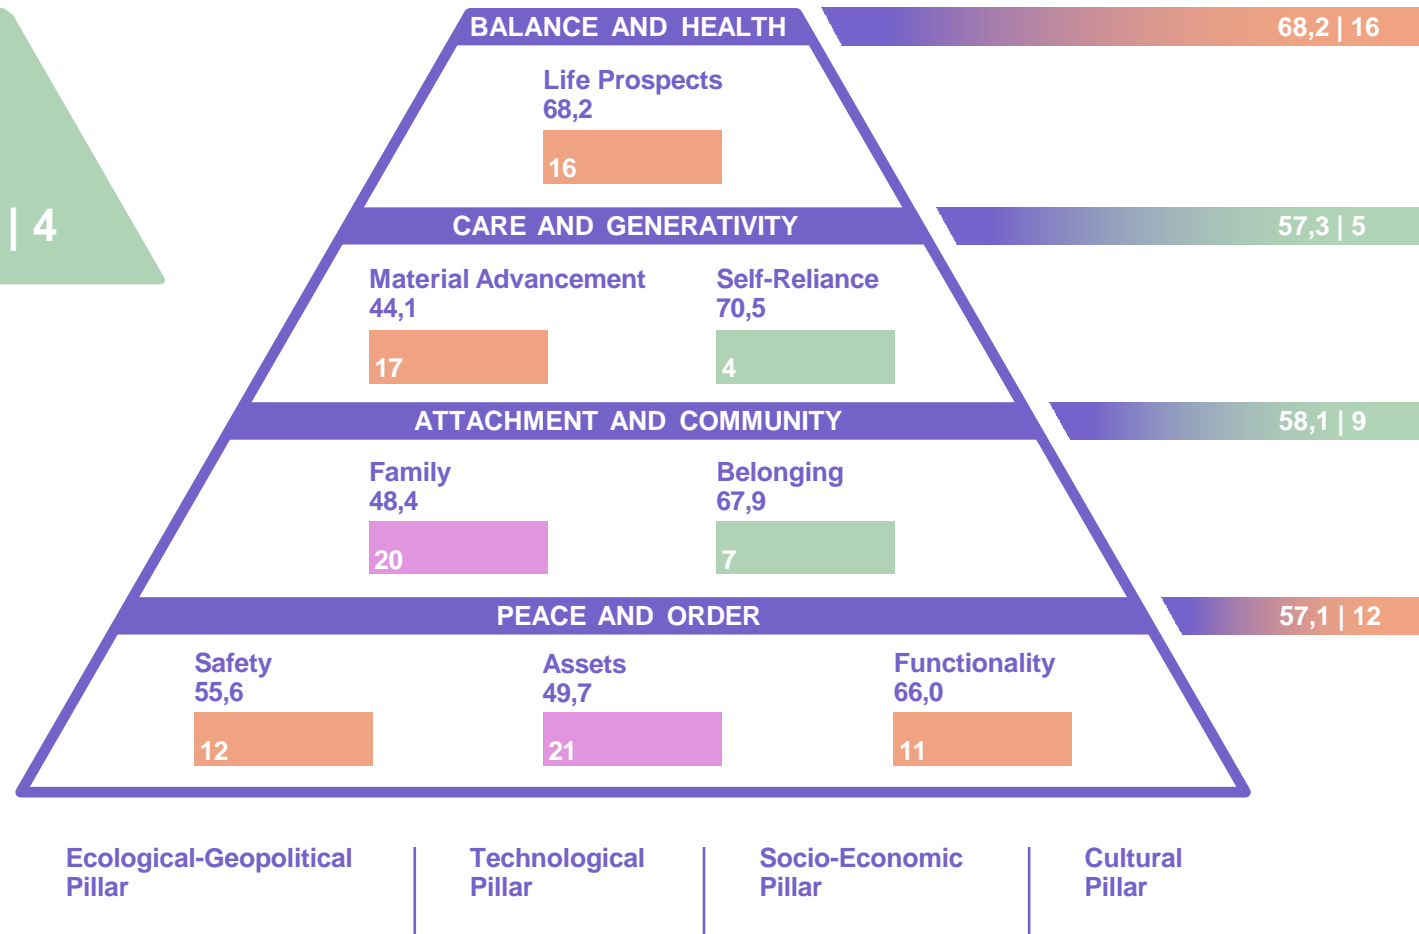 BALANCE AND HEALTH
68,2 | 16
Life Prospects
68,2
16
| 4
CARE AND GENERATIVITY
57,3 | 5
Material Advancement
44,1
17
Self-Reliance
70,5
4
ATTACHMENT AND COMMUNITY
58,1 | 9
Family
48,4
20
Belonging
67,9
7
PEACE AND ORDER
57,1 | 12
Safety
55,6
12
Assets
49,7
21
Functionality
66,0
11
Ecological-Geopolitical
Pillar
Technological
Pillar
Socio-Economic
Pillar
Cultural
Pillar